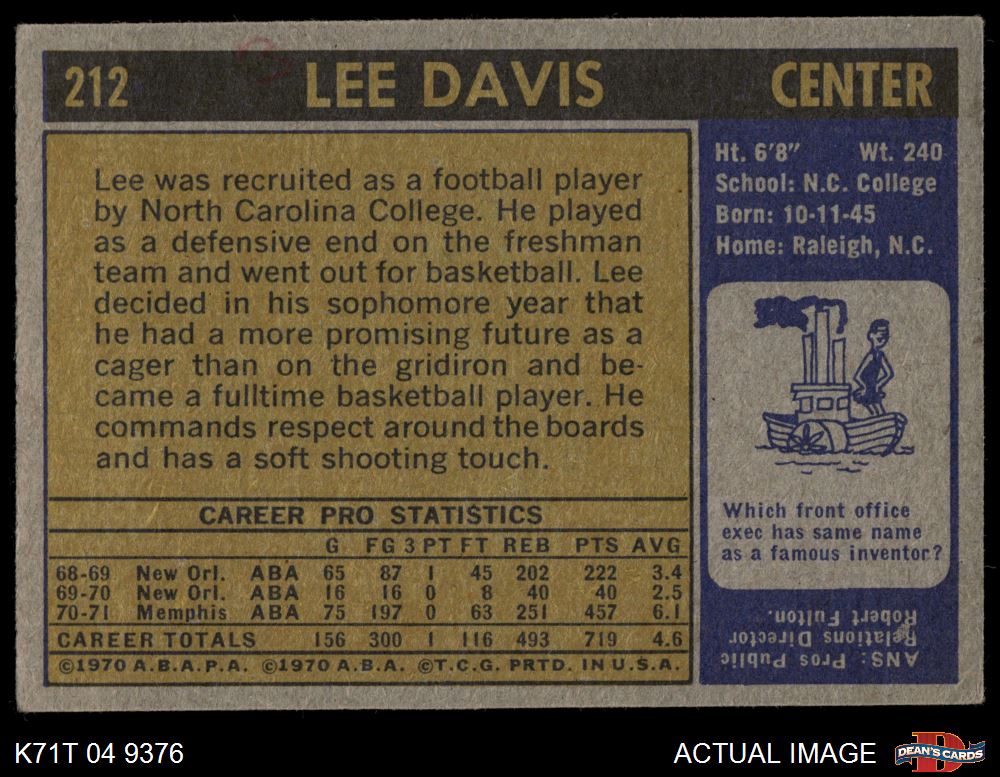 212 LEE DAVIS CENTER
Lee was recruited as a football player
by North Carolina College. He played
as a defensive end on the freshman
team and went out for basketball. Lee
decided in his sophomore year that
he had a more promising future as a
cager than on the gridiron and be-
came a fulltime basketball player. He
commands respect around the boards
and has a soft shooting touch.
CAREER PRO STATISTICS
G FG 3 PT FT REB PTS AVG
68-69 New Orl. ABA 65 87 1 45 202 222 3.4
69-70 New Orl. ABA 16 16 0 8 40 40 2.5
70-71 Memphis ABA 75 197 0 63 251 457 6.1
CAREER TOTALS 156 300 1 116 493 719 4.6
©1970 A.B.A.P.A. ©1970 A.B.A. ©T.C.G. PRTD. IN U.S.A.
Ht. 6'8" Wt. 240
School: N.C. College
Born: 10-11-45
Home: Raleigh, N.C.
Which front office
exec has same name
as a famous inventor?
ANS: Pros Public
Relations Director
Robert Fulton.
K71T 04 9376
ACTUAL IMAGE
D
DEAN'S CARDS